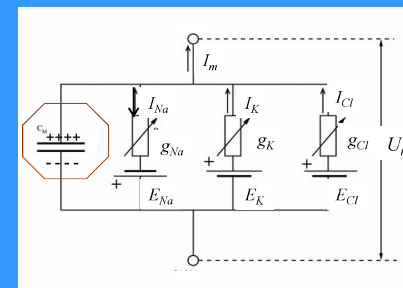 I_m
I_Na I_K I_Cl
C_M ++++
g_Na + g_K + g_Cl
- - - -
+
E_Na E_K E_Cl